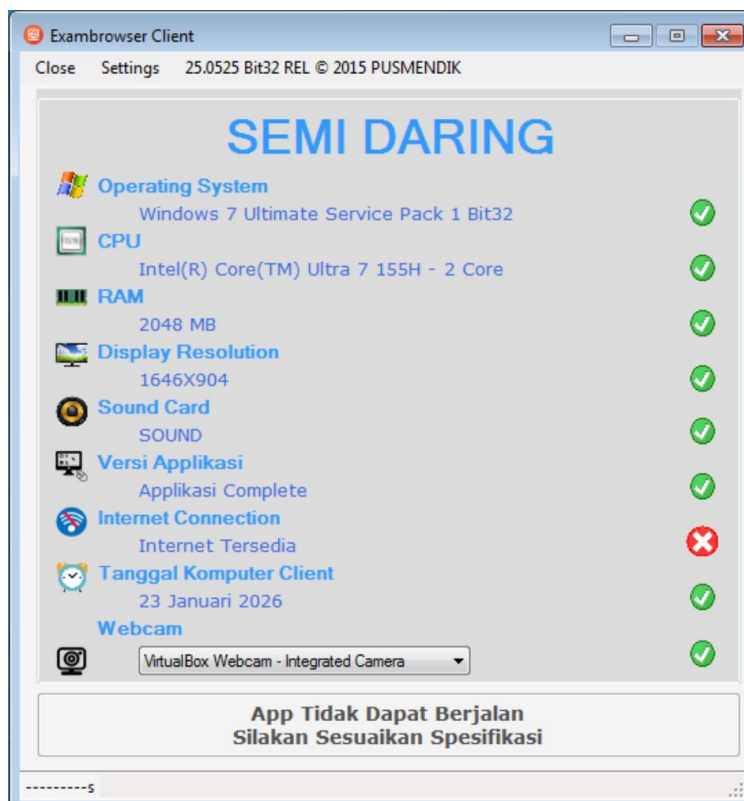 Exambrowser Client
Close Settings 25.0525 Bit32 REL © 2015 PUSMENDIK
SEMI DARING
Operating System
Windows 7 Ultimate Service Pack 1 Bit32
CPU
Intel(R) Core(TM) Ultra 7 155H - 2 Core
RAM
2048 MB
Display Resolution
1646X904
Sound Card
SOUND
Versi Applikasi
Applikasi Complete
Internet Connection
Internet Tersedia
Tanggal Komputer Client
23 Januari 2026
Webcam
VirtualBox Webcam - Integrated Camera
App Tidak Dapat Berjalan
Silakan Sesuaikan Spesifikasi
---------s